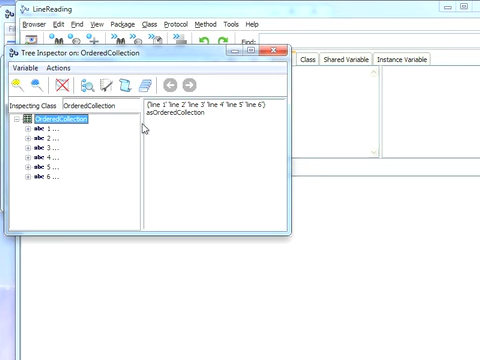 LineReading
Browser Edit Find View Package Class Protocol Method Tools Help
Find:
Tree Inspector on: OrderedCollection
Class Shared Variable Instance Variable
Variable Actions
Inspecting Class OrderedCollection
OrderedCollection
abc 1 ...
abc 2 ...
abc 3 ...
abc 4 ...
abc 5 ...
abc 6 ...
('line 1' 'line 2' 'line 3' 'line 4' 'line 5' 'line 6')
asOrderedCollection